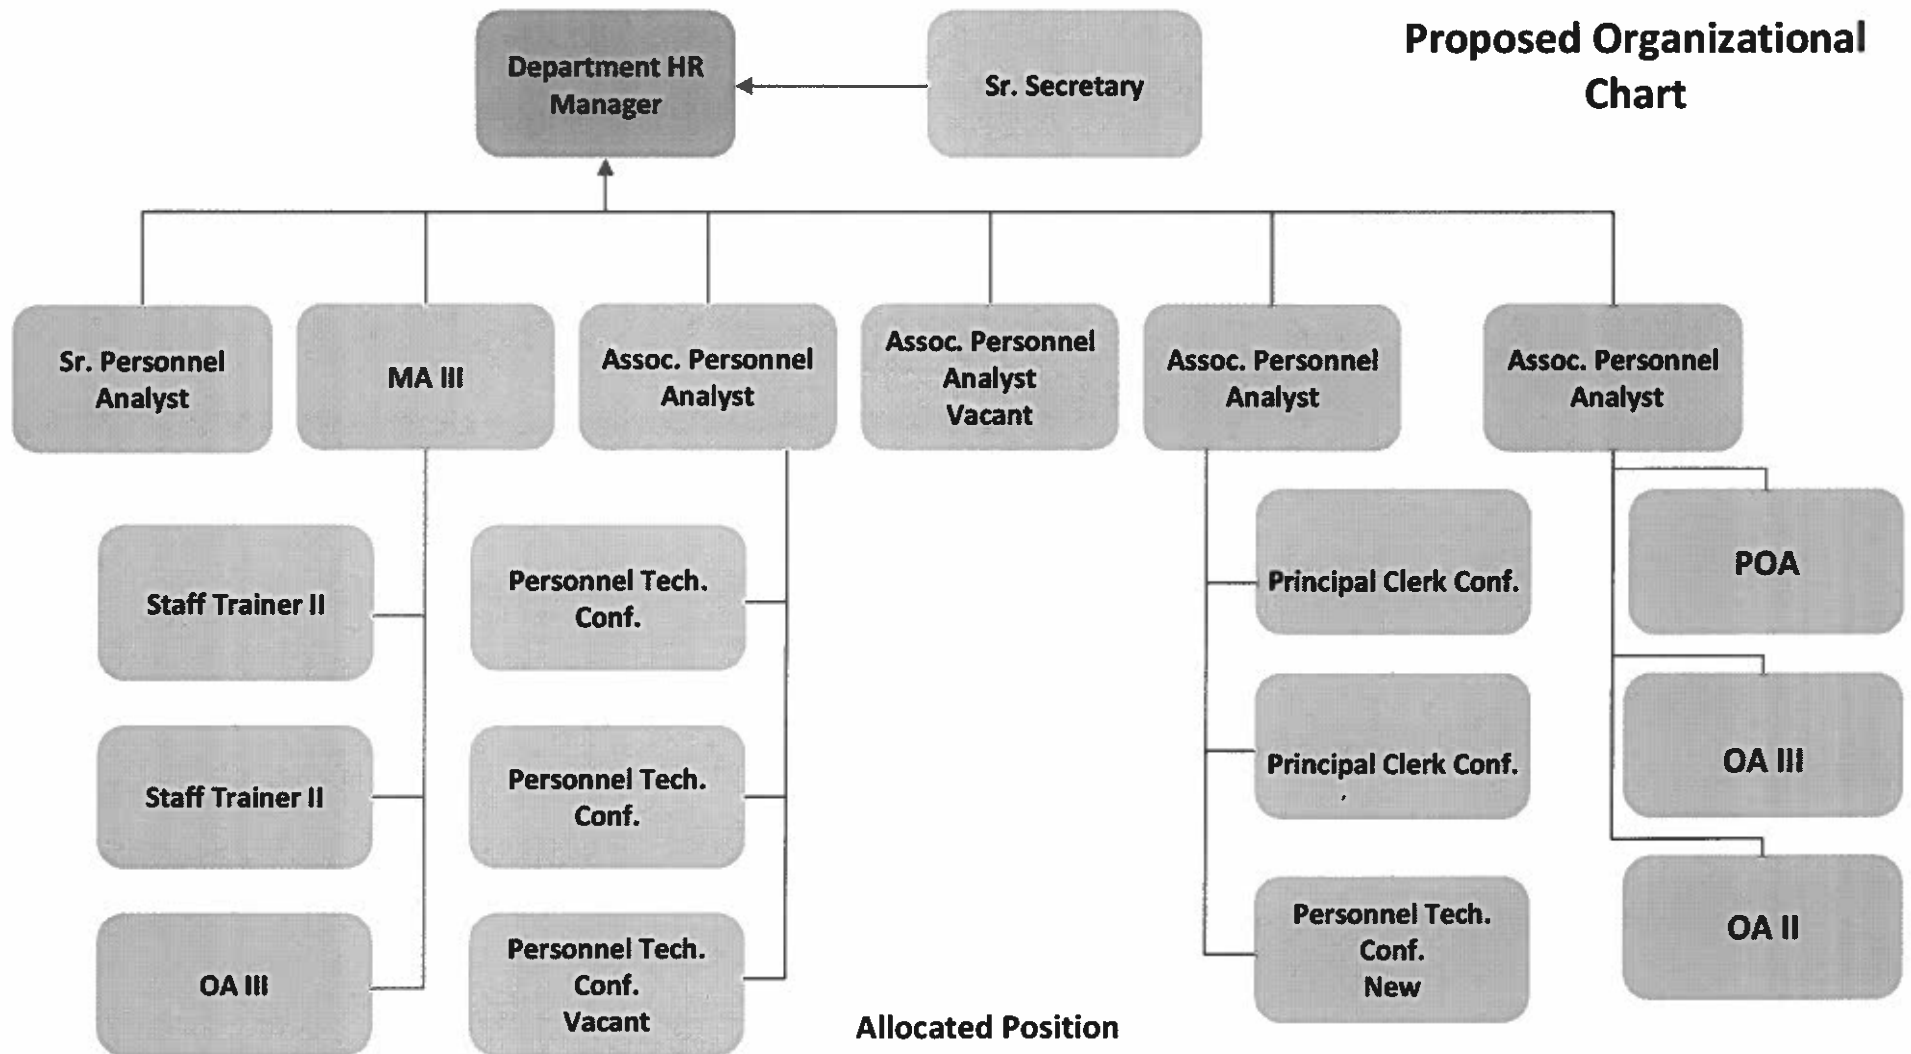 Proposed Organizational
Chart
Department HR
Manager
Sr. Secretary
Sr. Personnel
Analyst
MA III
Assoc. Personnel
Analyst
Assoc. Personnel
Analyst
Vacant
Assoc. Personnel
Analyst
Assoc. Personnel
Analyst
Staff Trainer II
Staff Trainer II
OA III
Personnel Tech.
Conf.
Personnel Tech.
Conf.
Personnel Tech.
Conf.
Vacant
Principal Clerk Conf.
Principal Clerk Conf.
Personnel Tech.
Conf.
New
POA
OA III
OA II
Allocated Position